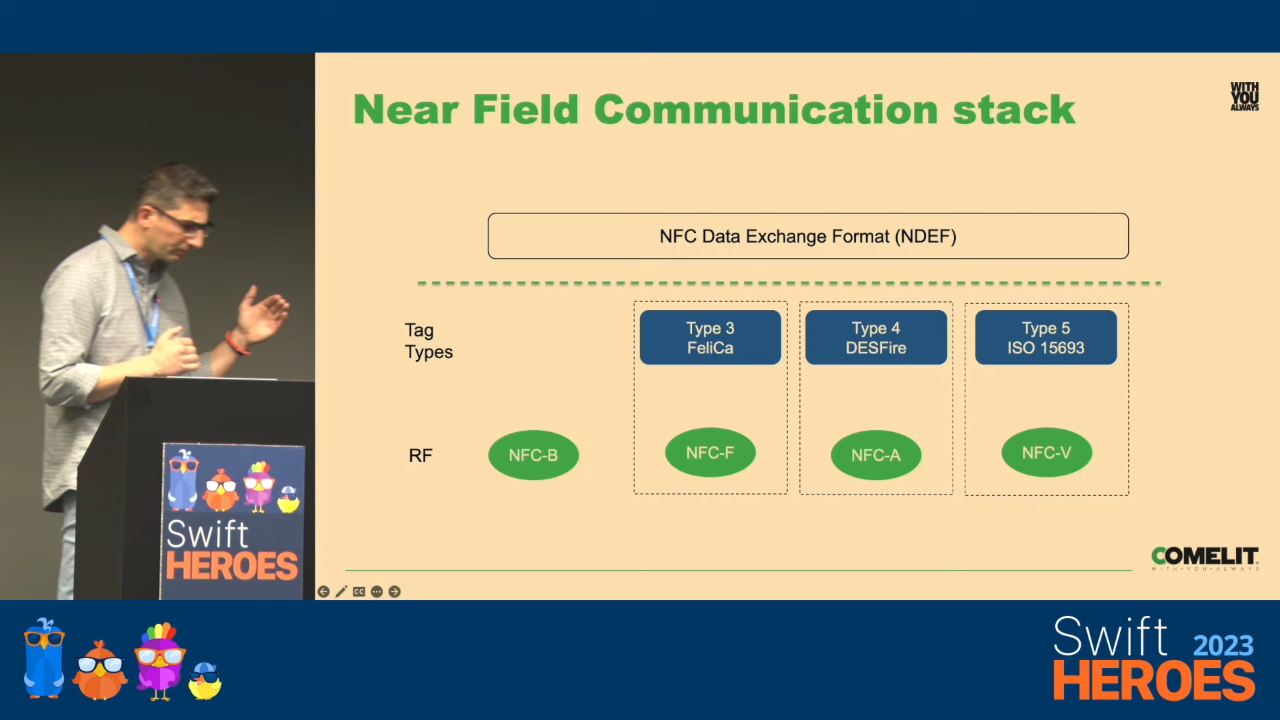 Near Field Communication stack
WITH
YOU
ALWAYS
NFC Data Exchange Format (NDEF)
Tag
Types
Type 3
FeliCa
Type 4
DESFire
Type 5
ISO 15693
RF
NFC-B
NFC-F
NFC-A
NFC-V
COMELIT
WITH·YOU·ALWAYS
Swift
HEROES
CC
Swift 2023
HEROES